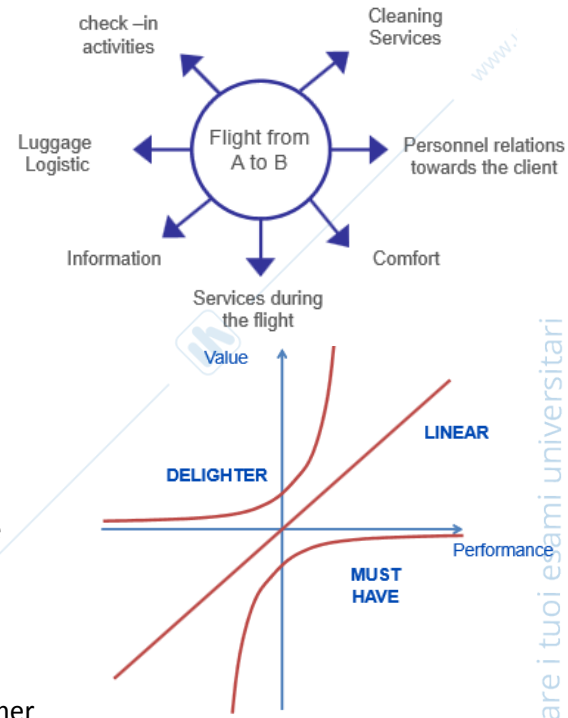 check –in
activities
Cleaning
Services
www.
Luggage
Logistic
Flight from
A to B
Personnel relations
towards the client
Information
Comfort
Services during
the flight
Value
LINEAR
DELIGHTER
Performance
MUST
HAVE
are i tuoi esami universitari